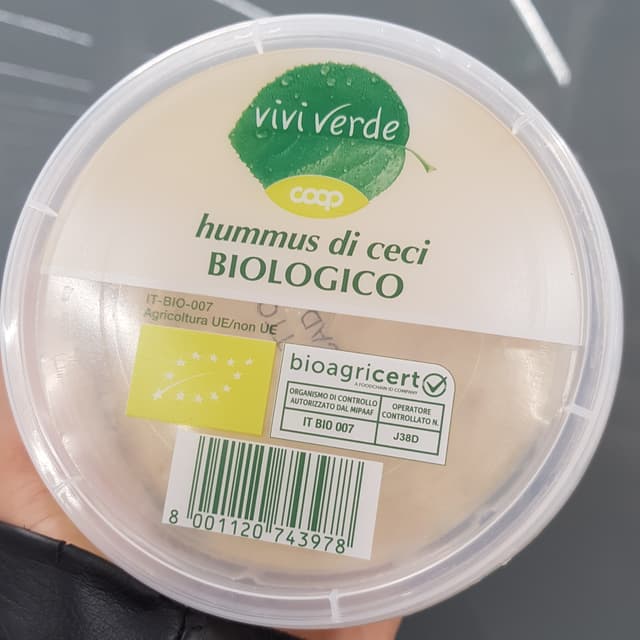 vivi verde
coop
hummus di ceci
BIOLOGICO
IT-BIO-007
Agricoltura UE/non UE
bioagricert
A FOODCHAIN ID COMPANY
ORGANISMO DI CONTROLLO
AUTORIZZATO DAL MIPAAF
IT BIO 007
OPERATORE
CONTROLLATO N.
J38D
8 001120 743978